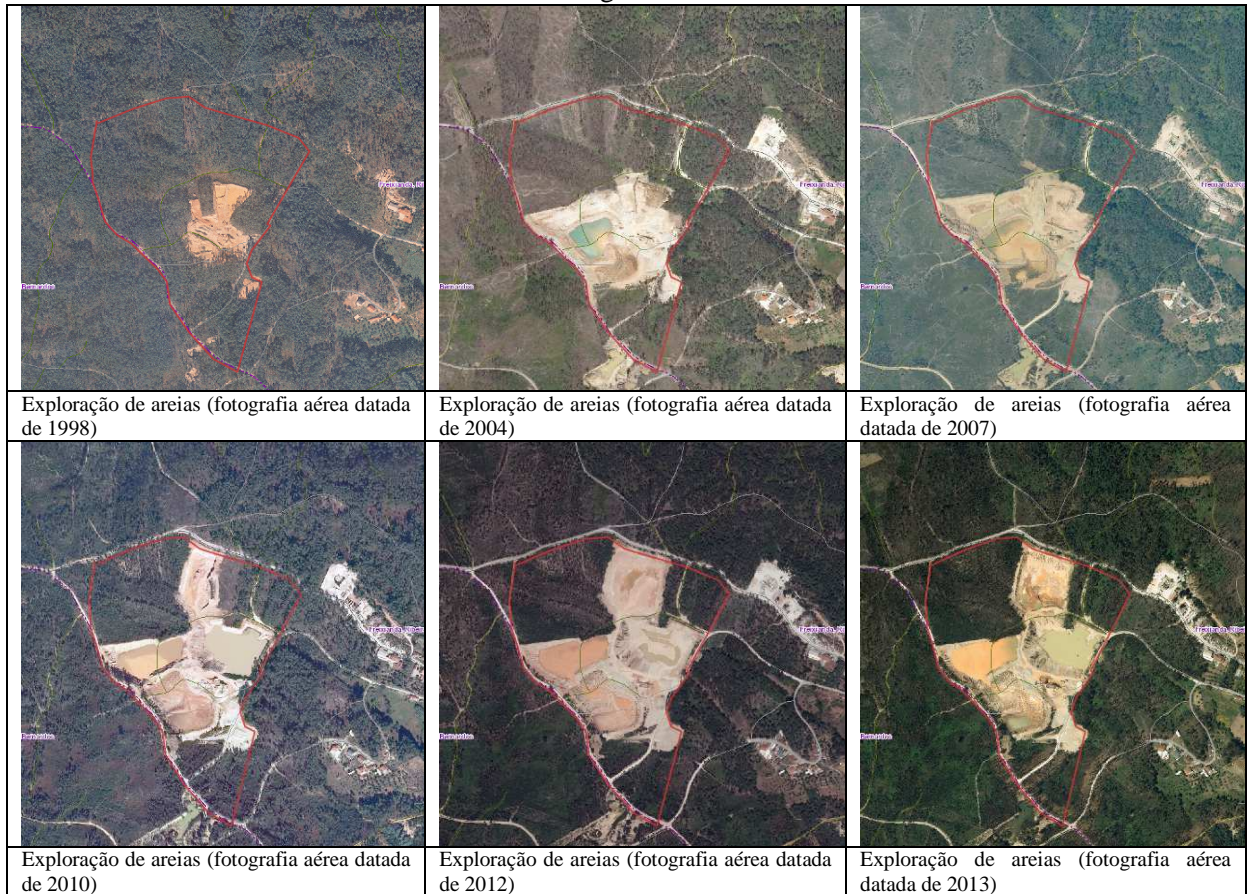 Freixianda, Ribe
Exploração de areias (fotografia aérea datada
de 1998)
Exploração de areias (fotografia aérea datada
de 2004)
Exploração de areias (fotografia aérea
datada de 2007)
Exploração de areias (fotografia aérea datada
de 2010)
Exploração de areias (fotografia aérea datada
de 2012)
Exploração de areias (fotografia aérea
datada de 2013)